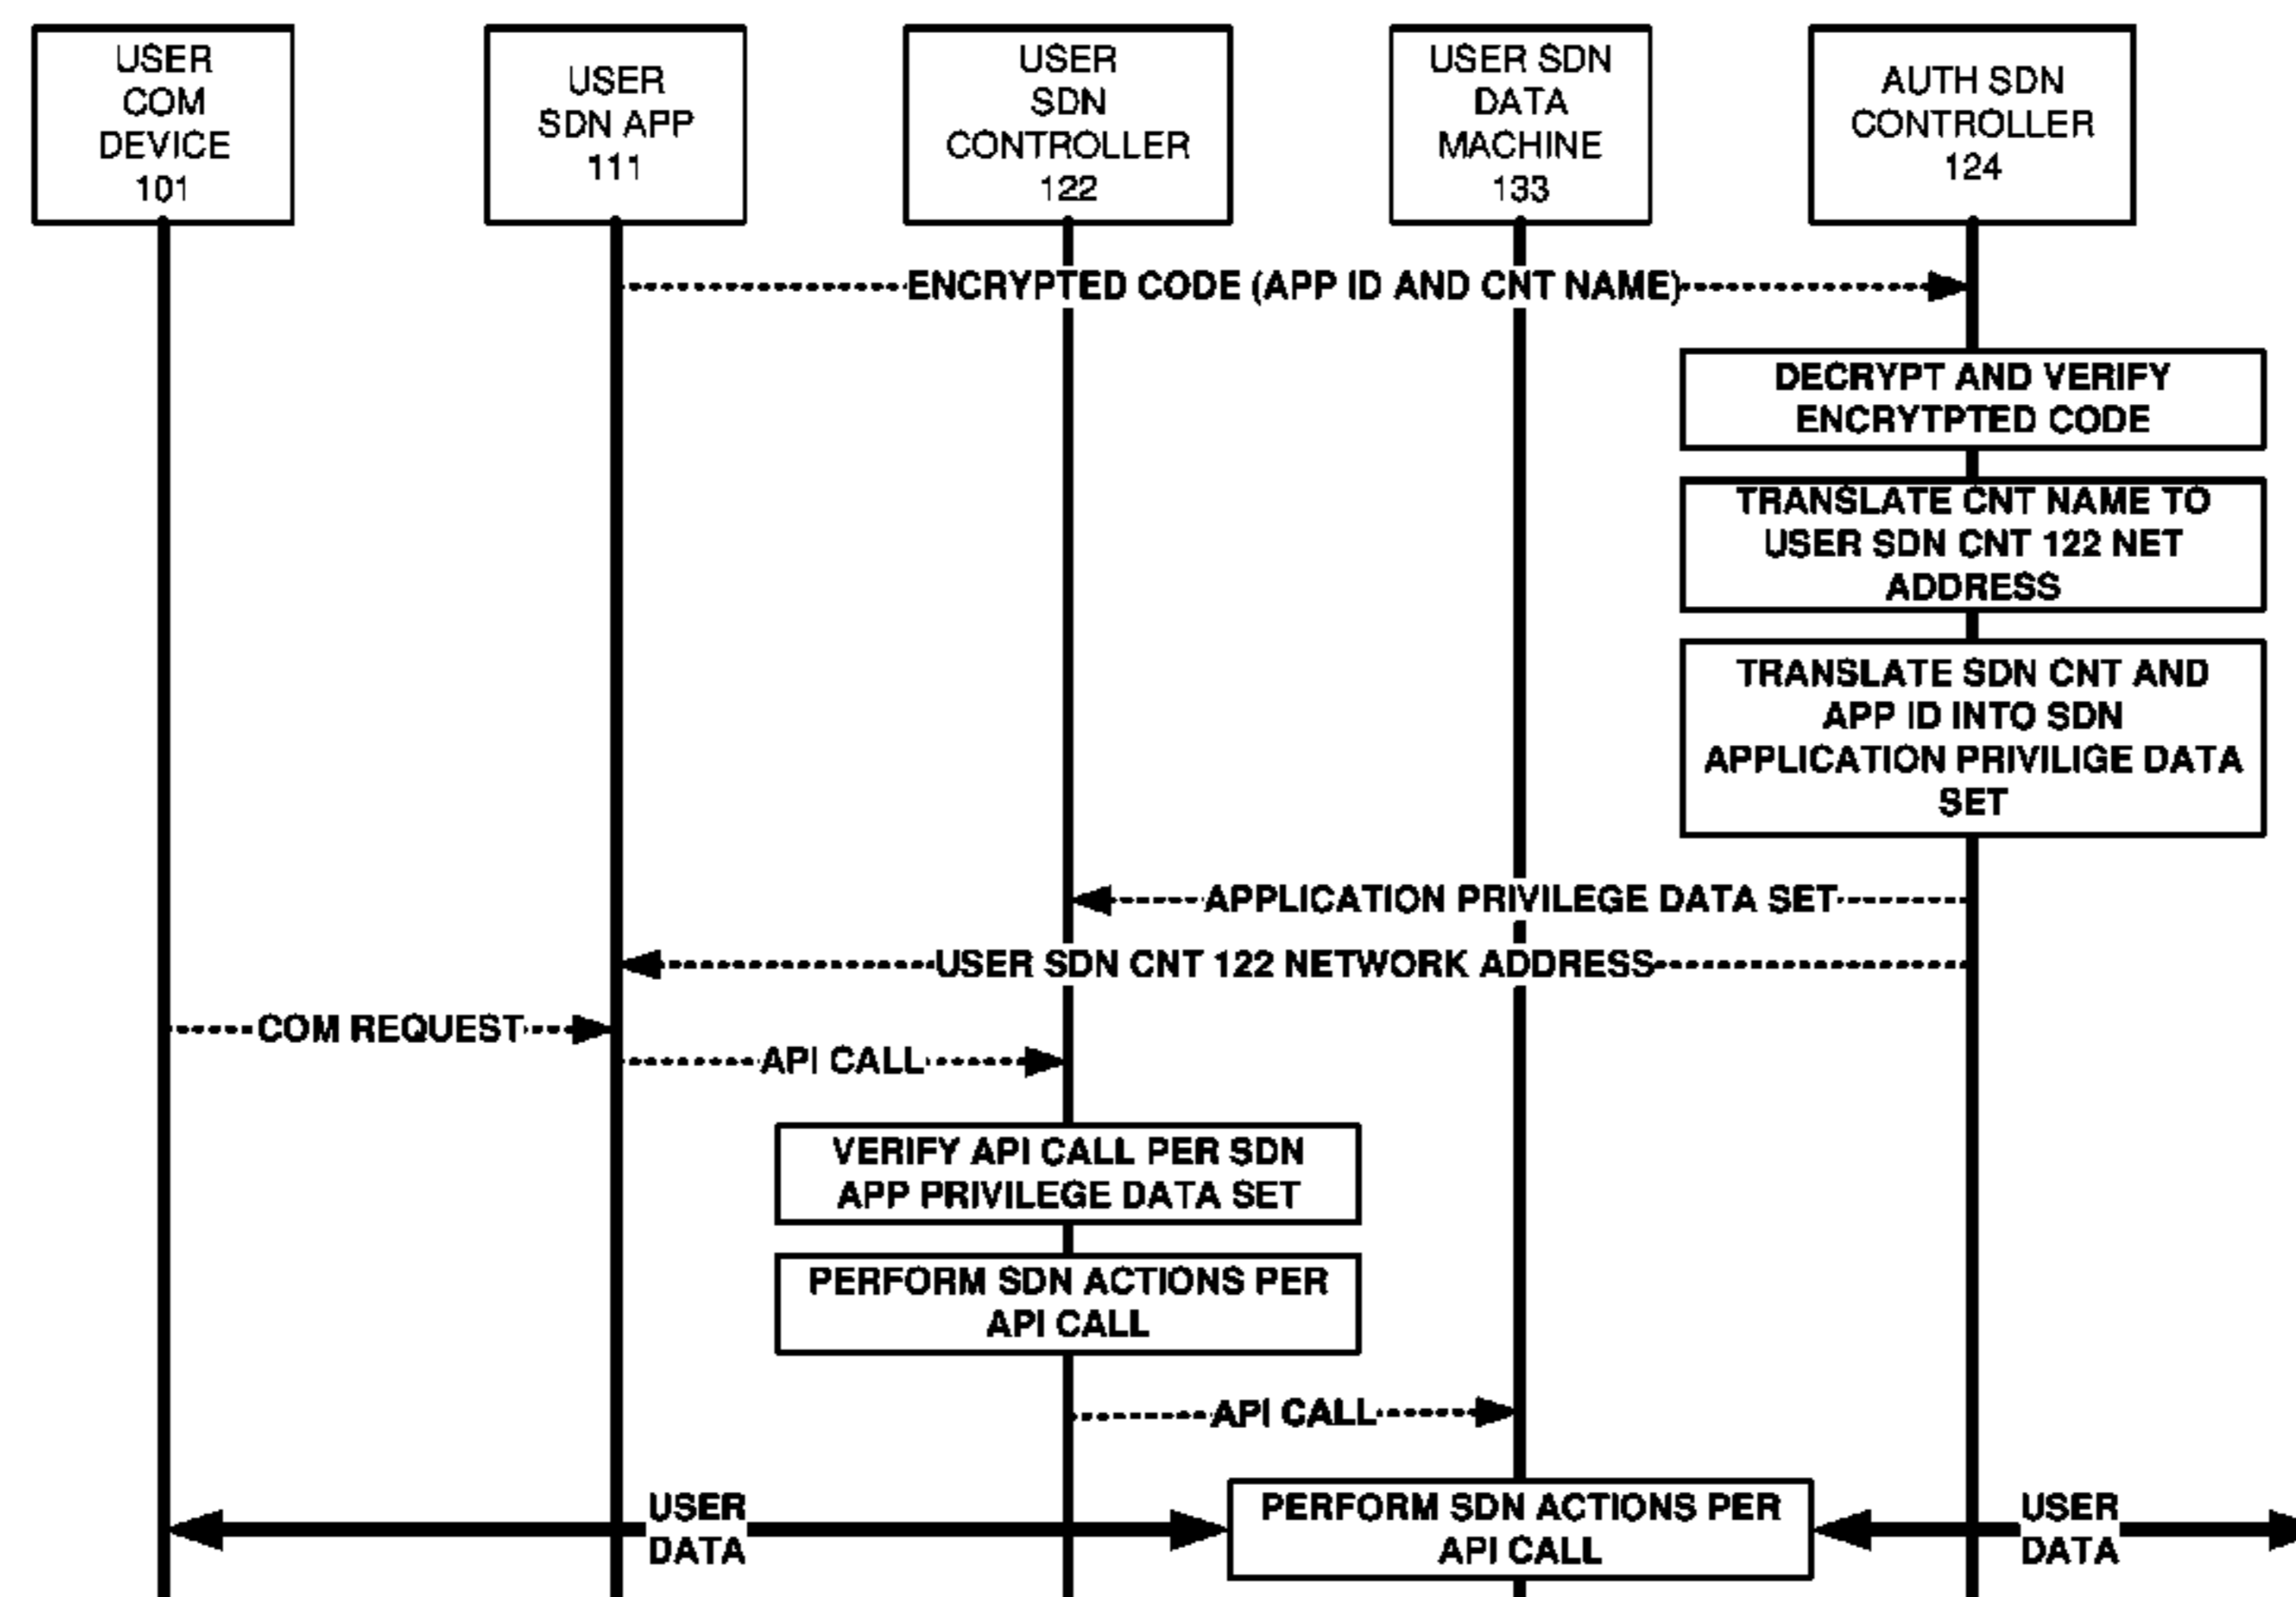 USER
COM
DEVICE
101
USER
SDN APP
111
USER
SDN
CONTROLLER
122
USER SDN
DATA
MACHINE
133
AUTH SDN
CONTROLLER
124
ENCRYPTED CODE (APP ID AND CNT NAME)
DECRYPT AND VERIFY
ENCRYTPTED CODE
TRANSLATE CNT NAME TO
USER SDN CNT 122 NET
ADDRESS
TRANSLATE SDN CNT AND
APP ID INTO SDN
APPLICATION PRIVILIGE DATA
SET
APPLICATION PRIVILEGE DATA SET
USER SDN CNT 122 NETWORK ADDRESS
COM REQUEST
API CALL
VERIFY API CALL PER SDN
APP PRIVILEGE DATA SET
PERFORM SDN ACTIONS PER
API CALL
API CALL
USER
DATA
PERFORM SDN ACTIONS PER
API CALL
USER
DATA